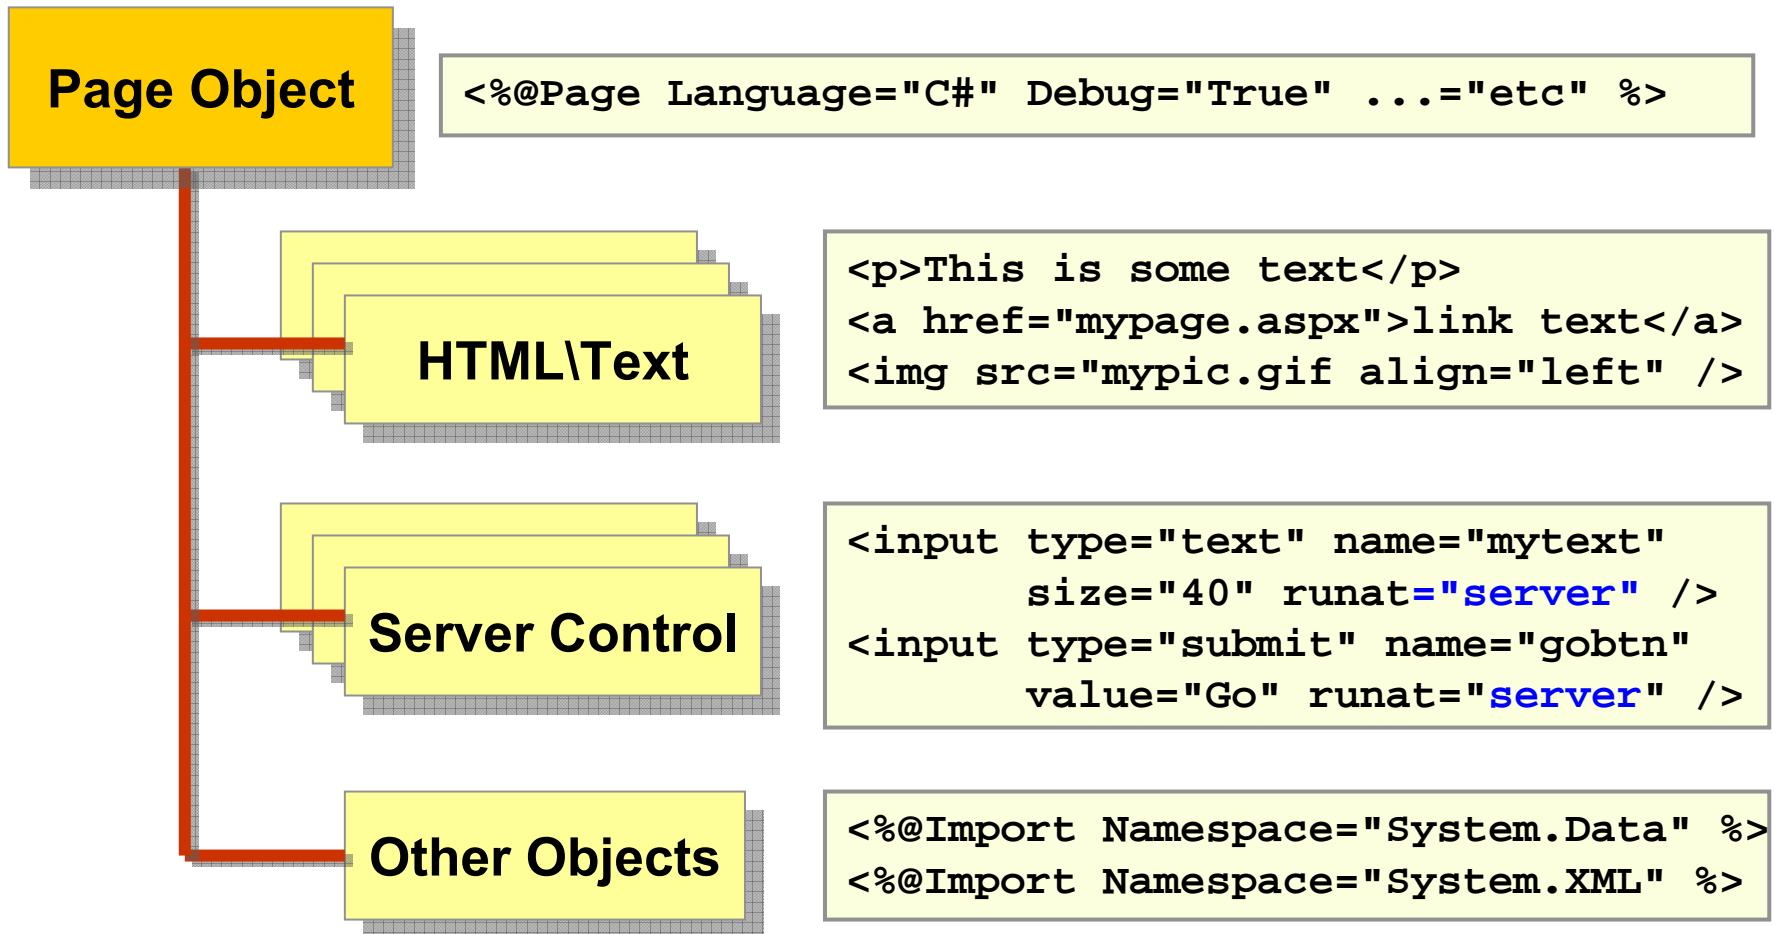 Page Object
<%@Page Language="C#" Debug="True" ...="etc" %>
HTML\Text
<p>This is some text</p>
<a href="mypage.aspx">link text</a>
<img src="mypic.gif align="left" />
Server Control
<input type="text" name="mytext"
size="40" runat="server" />
<input type="submit" name="gobtn"
value="Go" runat="server" />
Other Objects
<%@Import Namespace="System.Data" %>
<%@Import Namespace="System.XML" %>